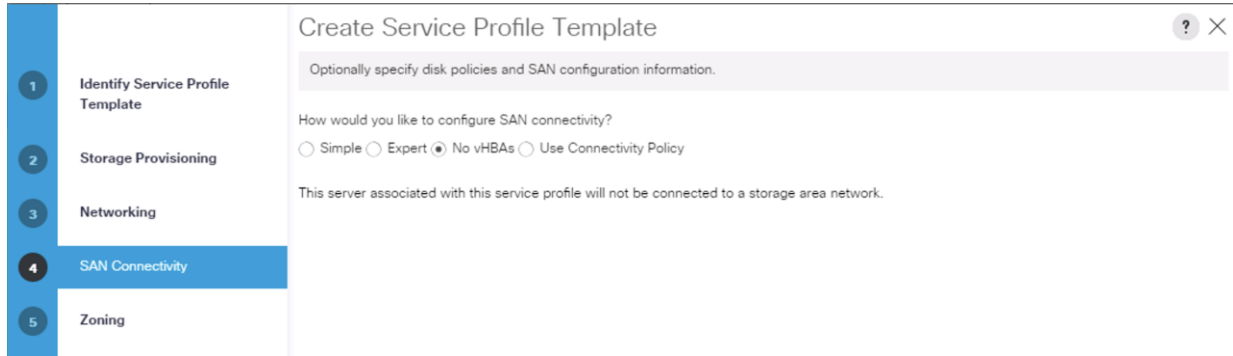 Create Service Profile Template
?
Optionally specify disk policies and SAN configuration information.
1
Identify Service Profile
Template
How would you like to configure SAN connectivity?
Simple Expert No vHBAs Use Connectivity Policy
2
Storage Provisioning
This server associated with this service profile will not be connected to a storage area network.
3
Networking
4
SAN Connectivity
5
Zoning